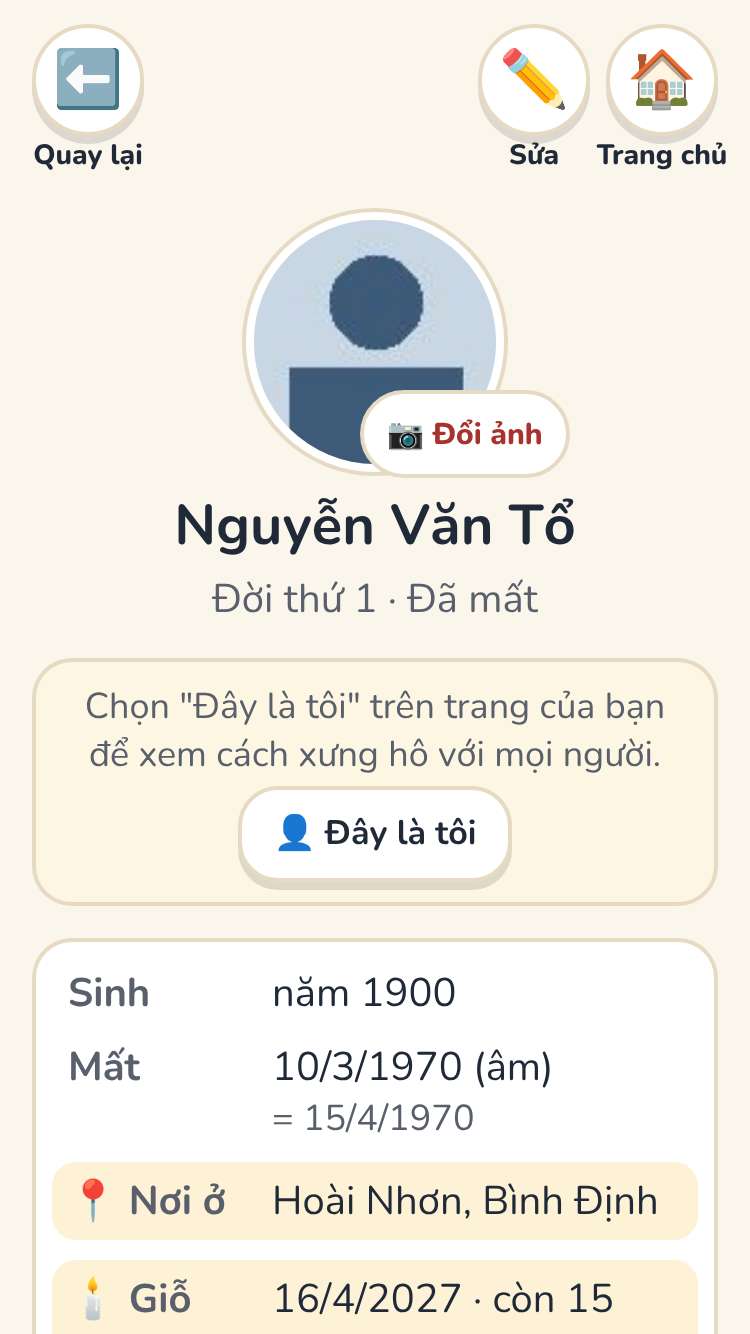 Quay lại
Sửa
Trang chủ
Đổi ảnh
Nguyễn Văn Tổ
Đời thứ 1 · Đã mất
Chọn "Đây là tôi" trên trang của bạn
để xem cách xưng hô với mọi người.
Đây là tôi
Sinh năm 1900
Mất 10/3/1970 (âm)
= 15/4/1970
Nơi ở Hoài Nhơn, Bình Định
Giỗ 16/4/2027 · còn 15